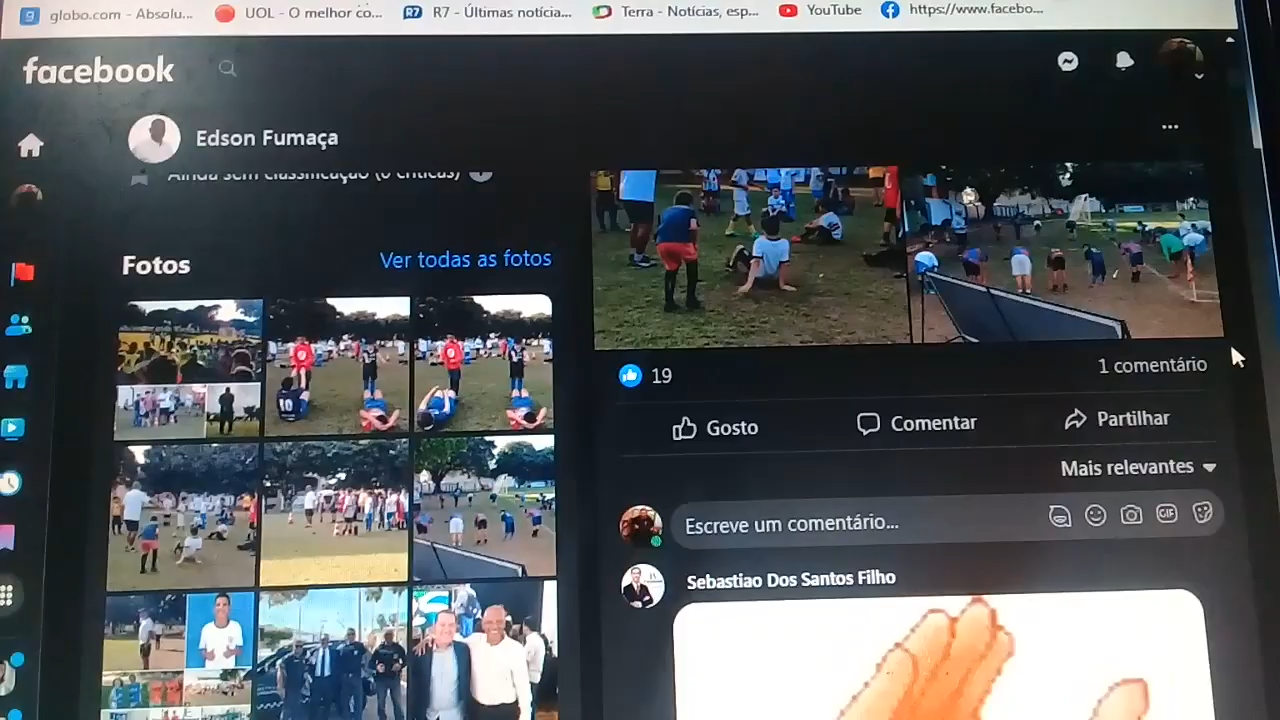 globo.com - Absolu...
UOL - O melhor co...
R7 - Últimas notícia...
Terra - Notícias, esp...
YouTube
https://www.facebo...
facebook
Edson Fumaça
Ainda sem classificação (0 críticas)
Fotos
Ver todas as fotos
19
1 comentário
Gosto
Comentar
Partilhar
Mais relevantes
Escreve um comentário...
GIF
Sebastiao Dos Santos Filho